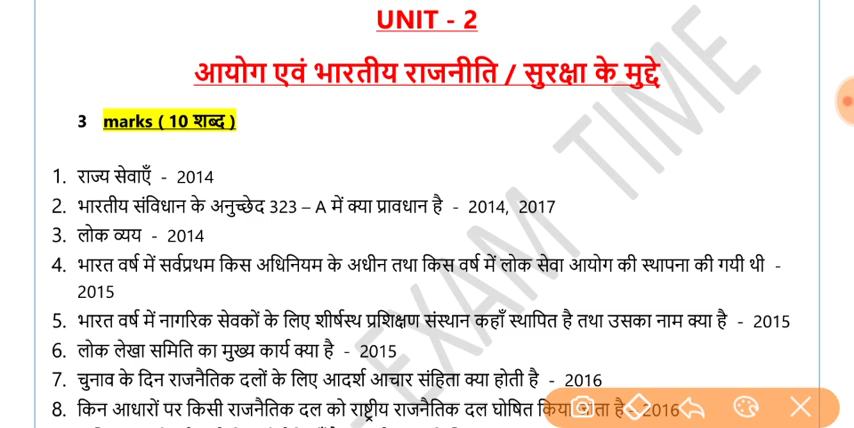 UNIT - 2
आयोग एवं भारतीय राजनीति / सुरक्षा के मुद्दे
3 marks ( 10 शब्द )
1. राज्य सेवाएँ - 2014
2. भारतीय संविधान के अनुच्छेद 323 – A में क्या प्रावधान है - 2014, 2017
3. लोक व्यय - 2014
4. भारत वर्ष में सर्वप्रथम किस अधिनियम के अधीन तथा किस वर्ष में लोक सेवा आयोग की स्थापना की गयी थी -
2015
5. भारत वर्ष में नागरिक सेवकों के लिए शीर्षस्थ प्रशिक्षण संस्थान कहाँ स्थापित है तथा उसका नाम क्या है - 2015
6. लोक लेखा समिति का मुख्य कार्य क्या है - 2015
7. चुनाव के दिन राजनैतिक दलों के लिए आदर्श आचार संहिता क्या होती है - 2016
8. किन आधारों पर किसी राजनैतिक दल को राष्ट्रीय राजनैतिक दल घोषित किया है - 2016
EXAM TIME